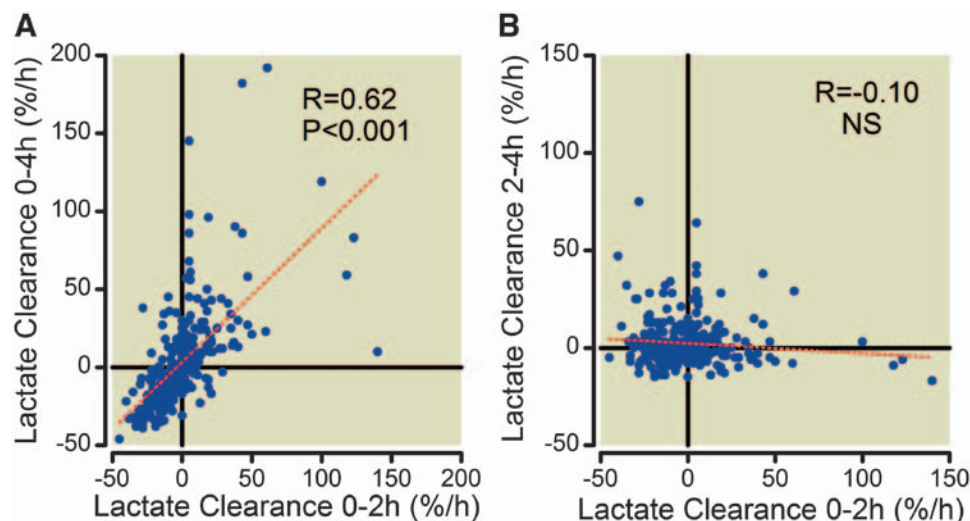 A
Lactate Clearance 0-4h (%/h)
200
150
100
50
0
-50
R=0.62
P<0.001
-50 0 50 100 150 200
Lactate Clearance 0-2h (%/h)
B
Lactate Clearance 2-4h (%/h)
150
100
50
0
-50
R=-0.10
NS
-50 0 50 100 150
Lactate Clearance 0-2h (%/h)